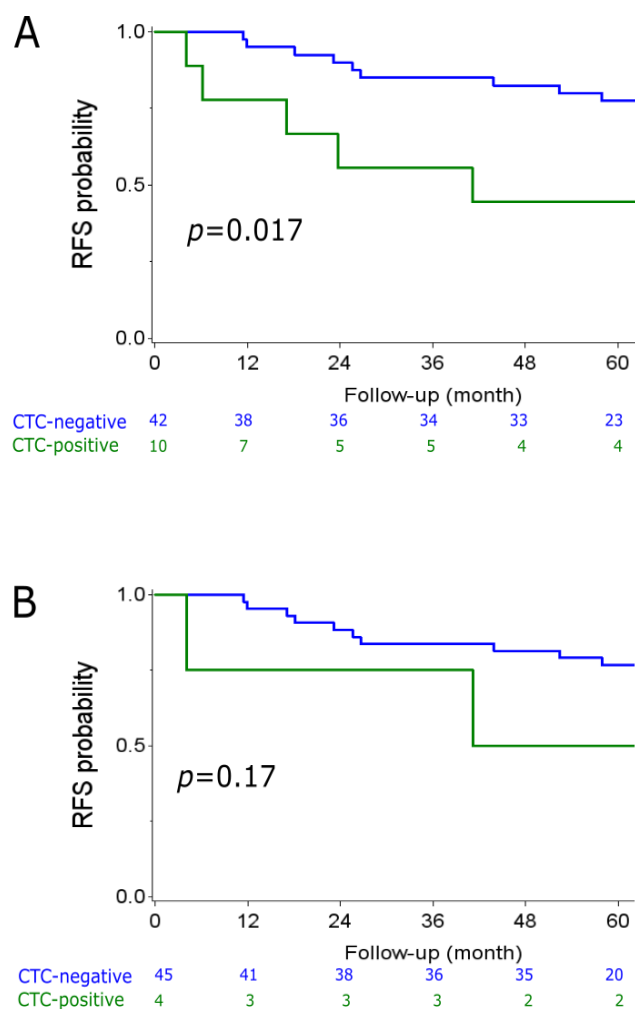 A
1.0
0.5
0.0
RFS probability
p=0.017
0 12 24 36 48 60
Follow-up (month)
CTC-negative 42 38 36 34 33 23
CTC-positive 10 7 5 5 4 4
B
1.0
0.5
0.0
RFS probability
p=0.17
0 12 24 36 48 60
Follow-up (month)
CTC-negative 45 41 38 36 35 20
CTC-positive 4 3 3 3 2 2